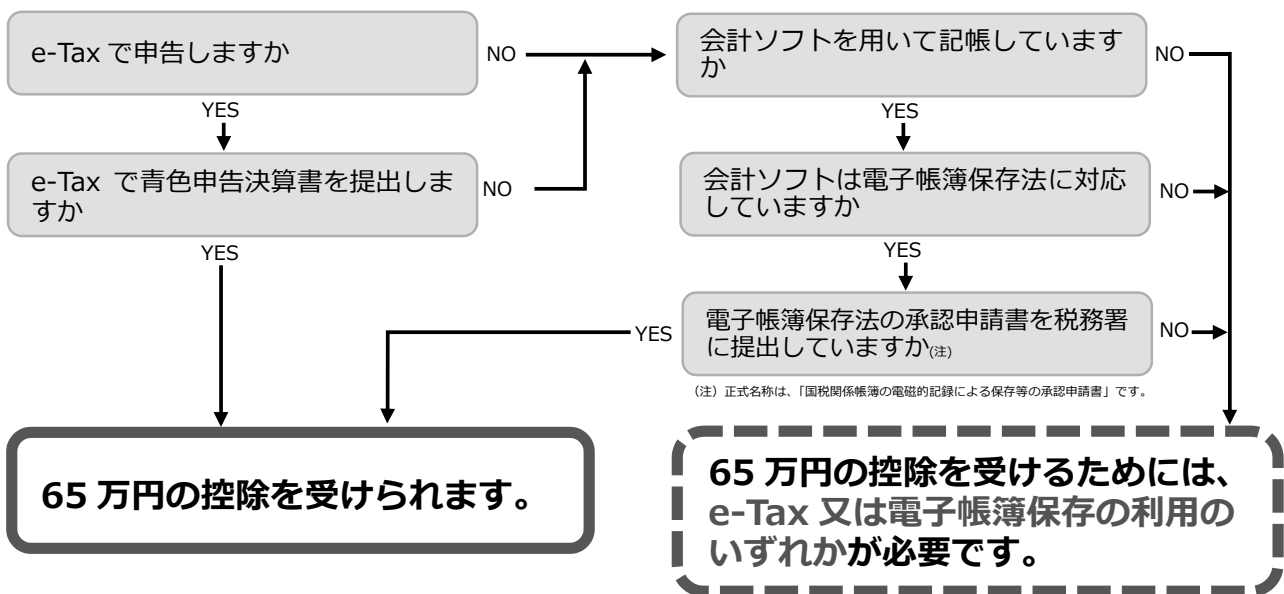 e-Tax で申告しますか
NO
YES
e-Tax で青色申告決算書を提出しま
すか
NO
YES
会計ソフトを用いて記帳しています
か
NO
YES
会計ソフトは電子帳簿保存法に対応
していますか
NO
YES
電子帳簿保存法の承認申請書を税務署
に提出していますか(注)
YES
NO
（注）正式名称は、「国税関係帳簿の電磁的記録による保存等の承認申請書」です。
65 万円の控除を受けられます。
65 万円の控除を受けるためには、
e-Tax 又は電子帳簿保存の利用の
いずれかが必要です。